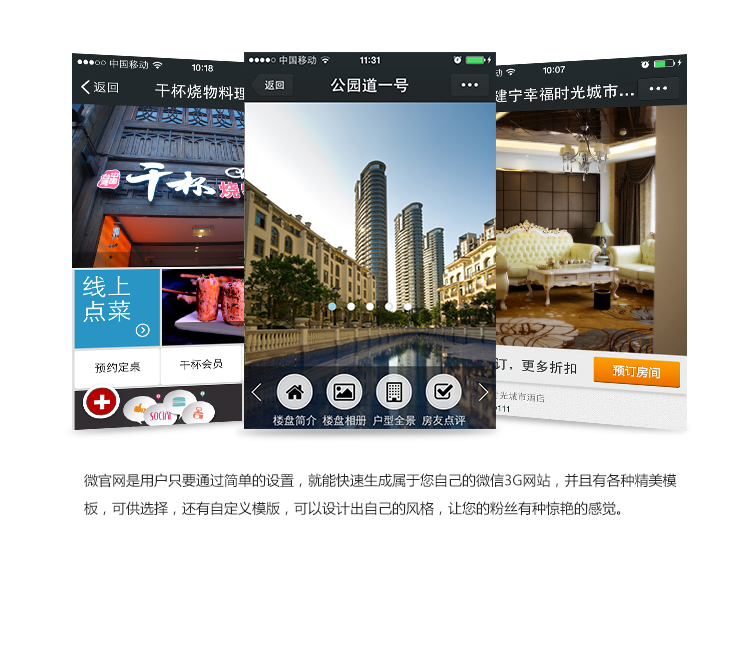 中国移动
10:18
返回
干杯烧物料理
干杯
烧
线上
点菜
预约定桌
干杯会员
SOCIAL
中国移动
11:31
返回
公园道一号
楼盘简介
楼盘相册
户型全景
房友点评
动
10:07
建宁幸福时光城市...
订，更多折扣
预订房间
光城市酒店
111
微官网是用户只要通过简单的设置，就能快速生成属于您自己的微信3G网站，并且有各种精美模
板，可供选择，还有自定义模版，可以设计出自己的风格，让您的粉丝有种惊艳的感觉。